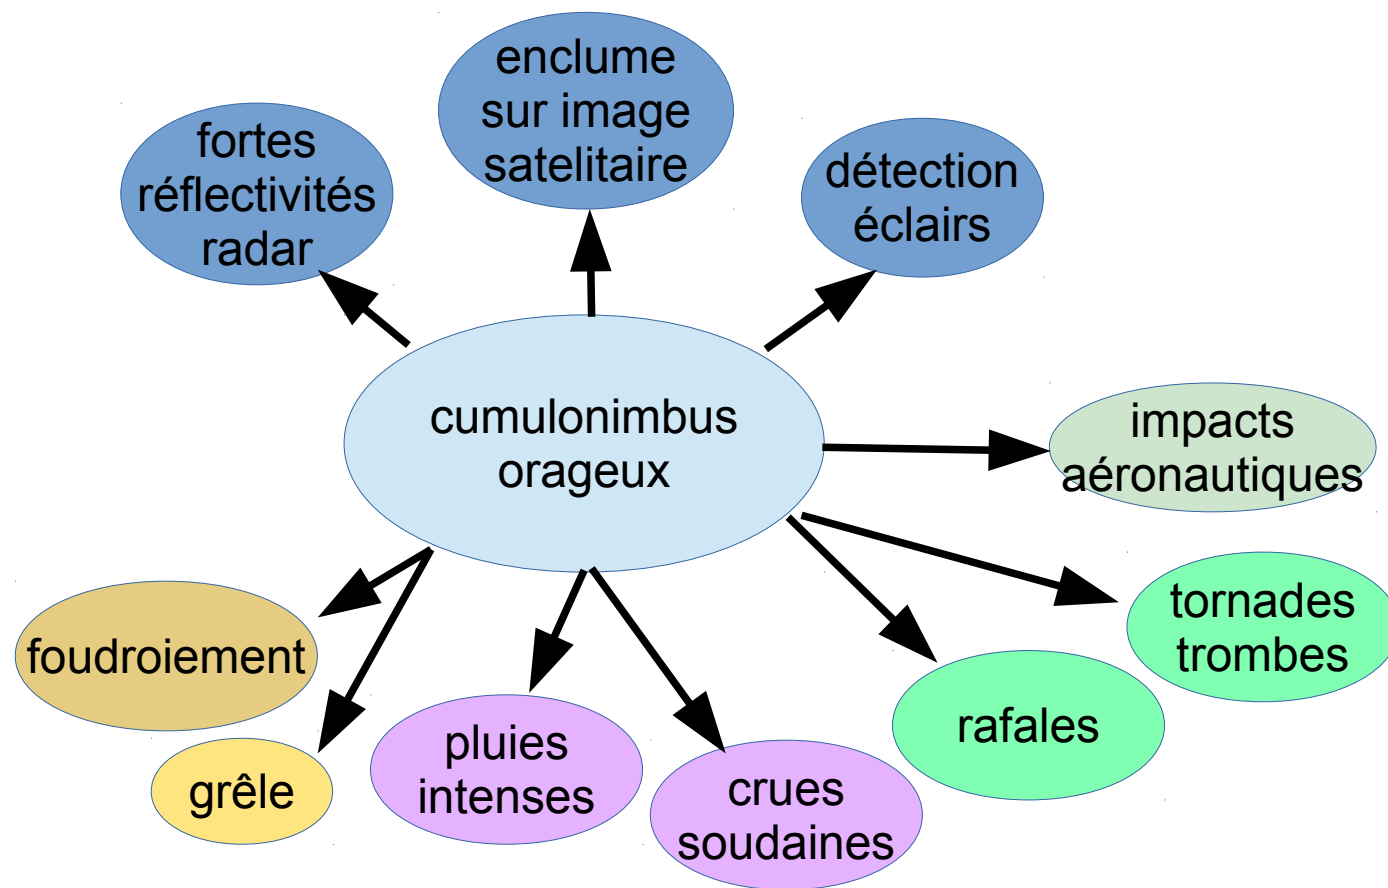 enclume
sur image
satelitaire
fortes
réflectivités
radar
détection
éclairs
cumulonimbus
orageux
impacts
aéronautiques
tornades
trombes
foudroiement
rafales
grêle
pluies
intenses
crues
soudaines